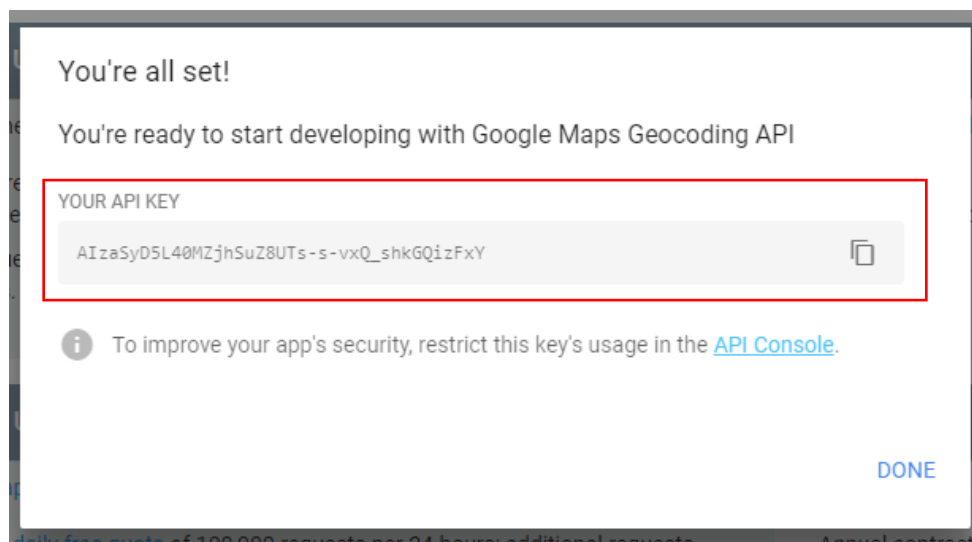 You're all set!
You're ready to start developing with Google Maps Geocoding API
YOUR API KEY
AIzaSyD5L40MZjhSuZ8UTs-s-vxQ_shkGQizFxY
To improve your app's security, restrict this key's usage in the API Console.
DONE